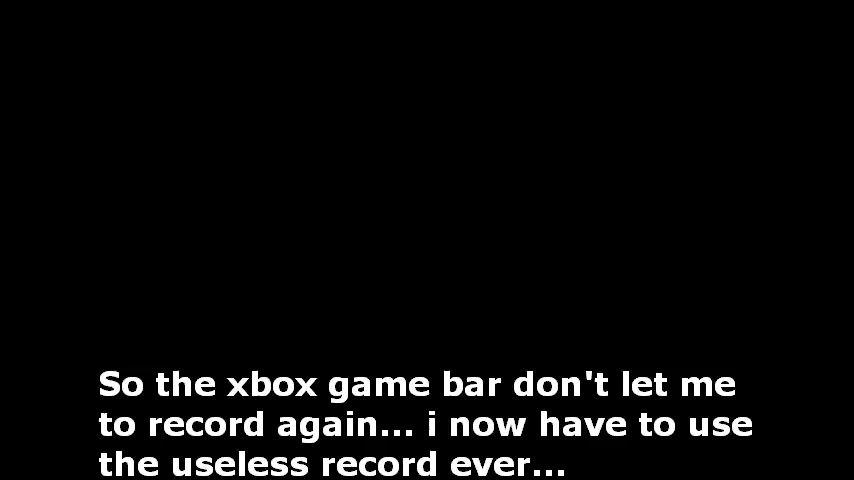 So the xbox game bar don't let me
to record again... i now have to use
the useless record ever...